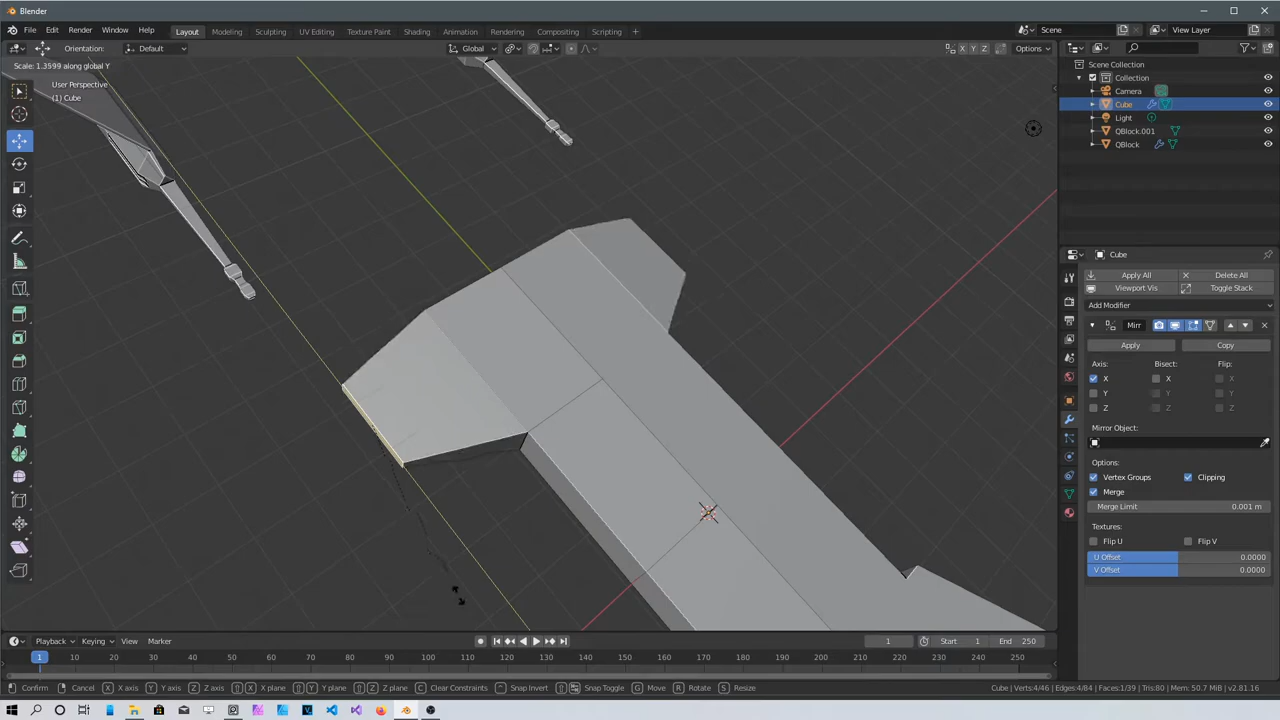 Blender
File Edit Render Window Help
Layout Modeling Sculpting UV Editing Texture Paint Shading Animation Rendering Compositing Scripting +
Scene
View Layer
Orientation: Default
Global
X Y Z Options
Scale: 1.3599 along global Y
User Perspective
(1) Cube
Scene Collection
Collection
Camera
Cube
Light
QBlock.001
QBlock
Cube
Apply All
Delete All
Viewport Vis
Toggle Stack
Add Modifier
Mirr
Apply
Copy
Axis: Bisect: Flip:
X X X
Y Y Y
Z Z Z
Mirror Object:
Options:
Vertex Groups Clipping
Merge
Merge Limit 0.001 m
Textures:
Flip U Flip V
U Offset 0.0000
V Offset 0.0000
Playback Keying View Marker
1 Start 1 End 250
1 10 20 30 40 50 60 70 80 90 100 110 120 130 140 150 160 170 180 190 200 210 220 230 240 250
Confirm Cancel X X axis Y Y axis Z Z axis X X plane Y Y plane Z Z plane C Clear Constraints Snap Invert Snap Toggle G Move R Rotate S Resize
Cube | Verts:4/46 | Edges:4/84 | Faces:1/39 | Tris:80 | Mem: 50.7 MiB | v2.81.16